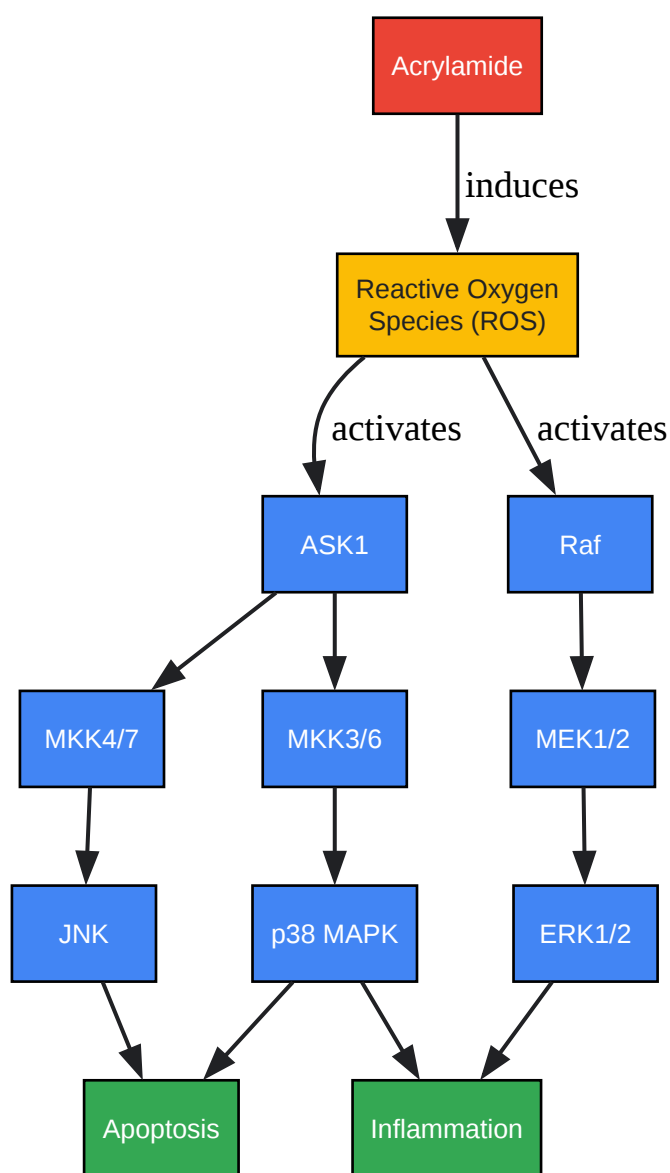 Acrylamide
induces
Reactive Oxygen
Species (ROS)
activates
activates
ASK1
Raf
MKK4/7
MKK3/6
MEK1/2
JNK
p38 MAPK
ERK1/2
Apoptosis
Inflammation